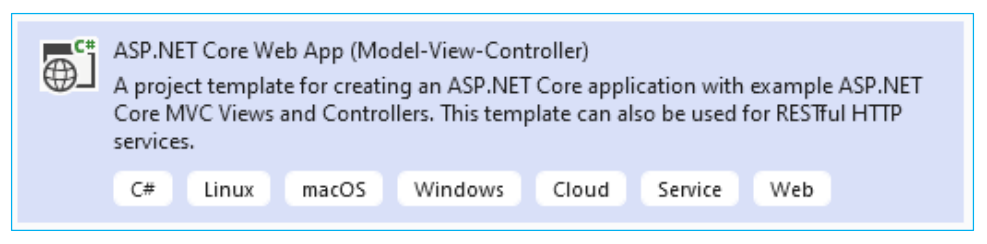 C#
ASP.NET Core Web App (Model-View-Controller)
A project template for creating an ASP.NET Core application with example ASP.NET
Core MVC Views and Controllers. This template can also be used for RESTful HTTP
services.
C# Linux macOS Windows Cloud Service Web